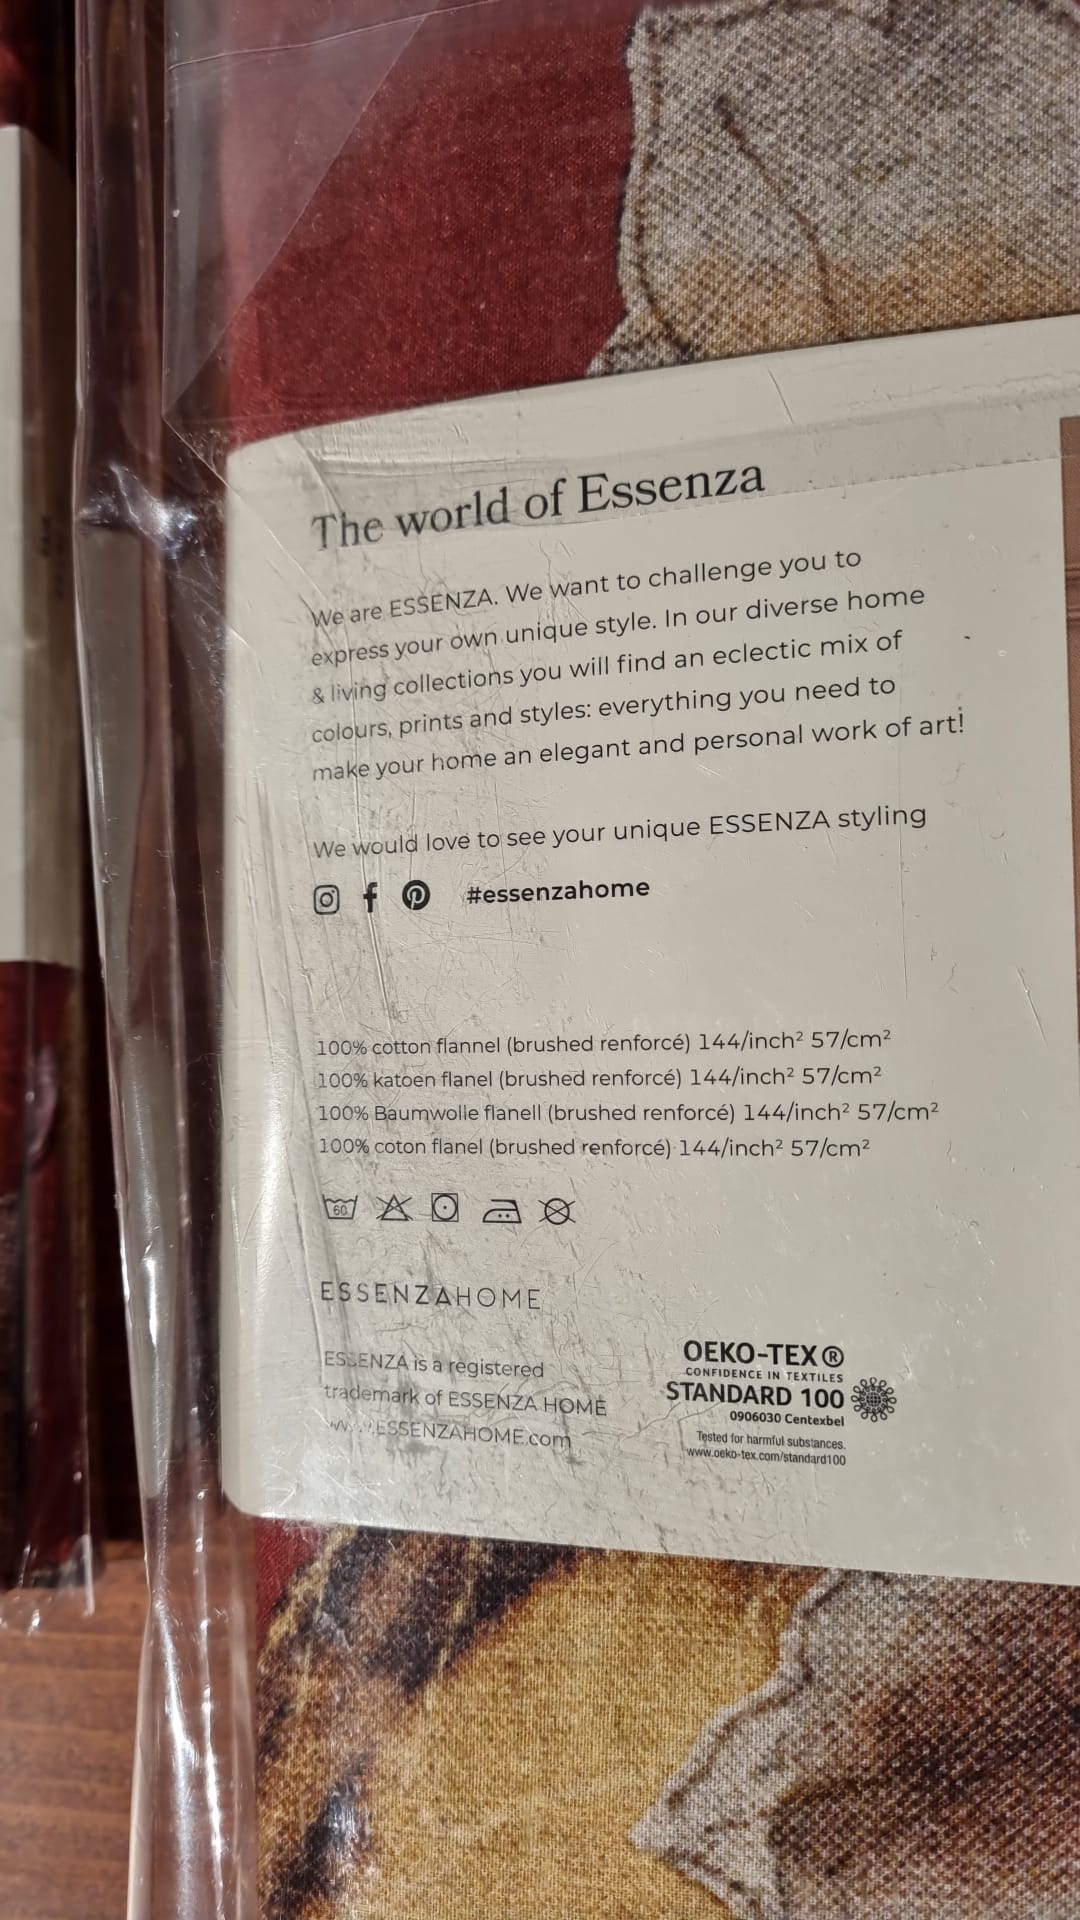 The world of Essenza
We are ESSENZA. We want to challenge you to
express your own unique style. In our diverse home
& living collections you will find an eclectic mix of
colours, prints and styles: everything you need to
make your home an elegant and personal work of art!
We would love to see your unique ESSENZA styling
#essenzahome
100% cotton flannel (brushed renforcé) 144/inch² 57/cm²
100% katoen flanel (brushed renforcé) 144/inch² 57/cm²
100% Baumwolle flanell (brushed renforcé) 144/inch² 57/cm²
100% coton flanel (brushed renforcé) 144/inch² 57/cm²
60
ESSENZAHOME
ESSENZA is a registered
trademark of ESSENZA HOME
www.ESSENZAHOME.com
OEKO-TEX®
CONFIDENCE IN TEXTILES
STANDARD 100
0906030 Centexbel
Tested for harmful substances.
www.oeko-tex.com/standard100